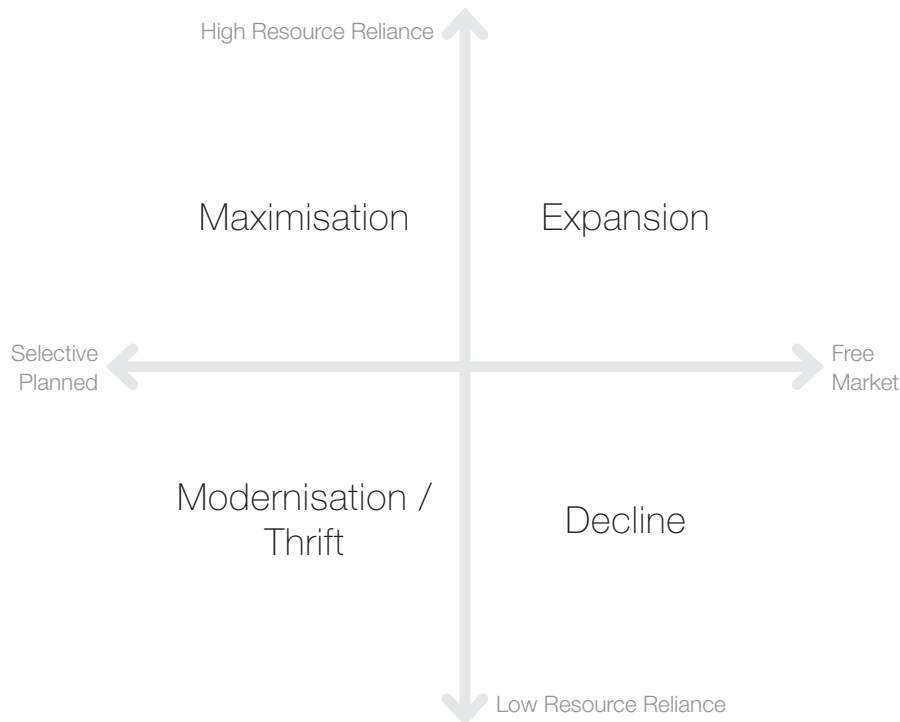 High Resource Reliance
Maximisation
Expansion
Selective
Planned
Free
Market
Modernisation /
Thrift
Decline
Low Resource Reliance